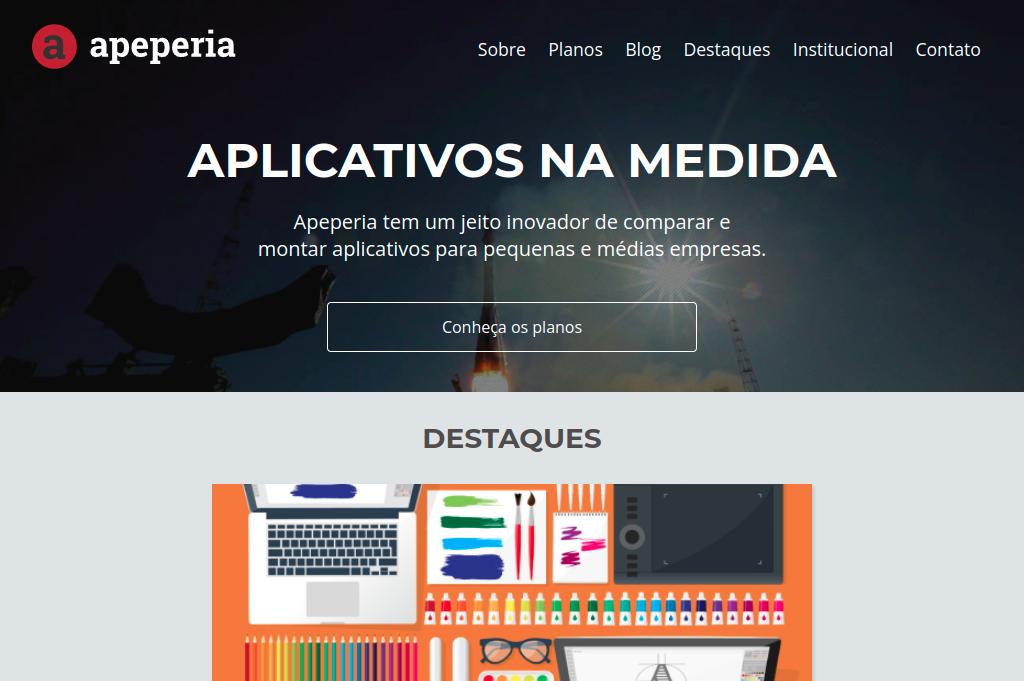 a apeperia
Sobre Planos Blog Destaques Institucional Contato
APLICATIVOS NA MEDIDA
Apeperia tem um jeito inovador de comparar e
montar aplicativos para pequenas e médias empresas.
Conheça os planos
DESTAQUES